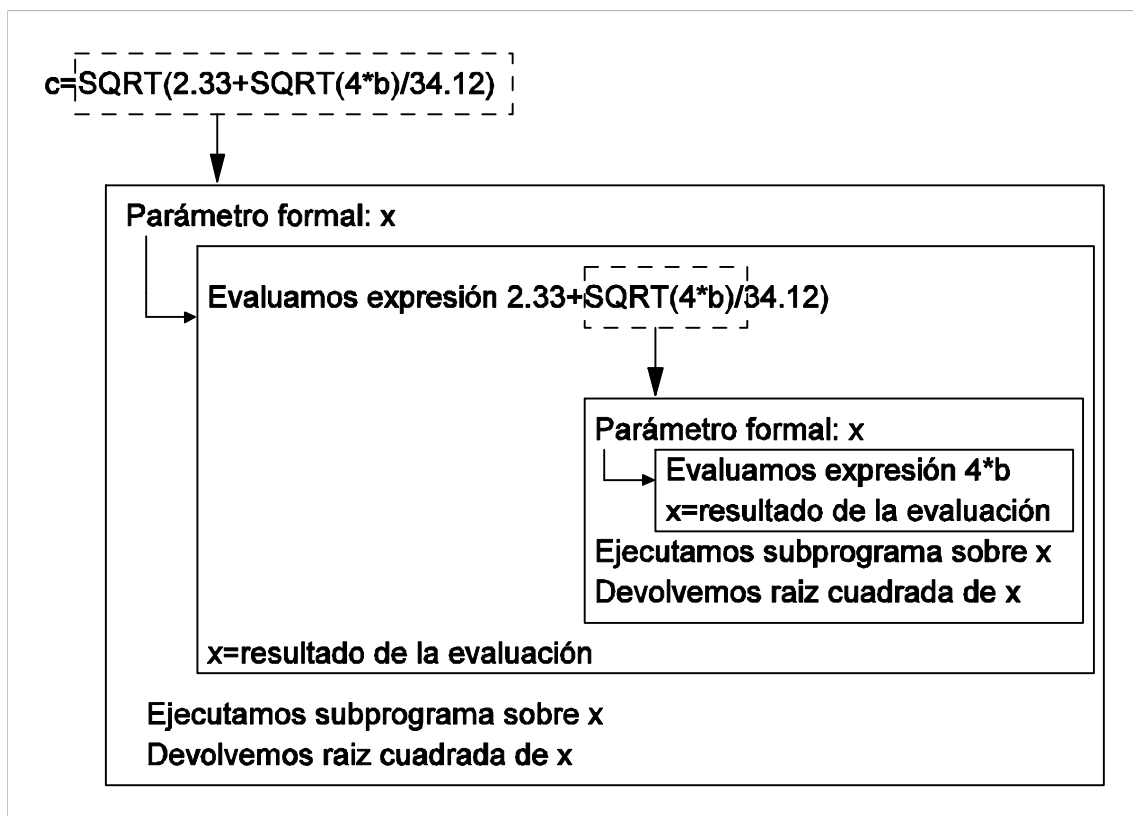 c=SQRT(2.33+SQRT(4*b)/34.12)
Parámetro formal: x
Evaluamos expresión 2.33+SQRT(4*b)/34.12)
Parámetro formal: x
Evaluamos expresión 4*b
x=resultado de la evaluación
Ejecutamos subprograma sobre x
Devolvemos raiz cuadrada de x
x=resultado de la evaluación
Ejecutamos subprograma sobre x
Devolvemos raiz cuadrada de x